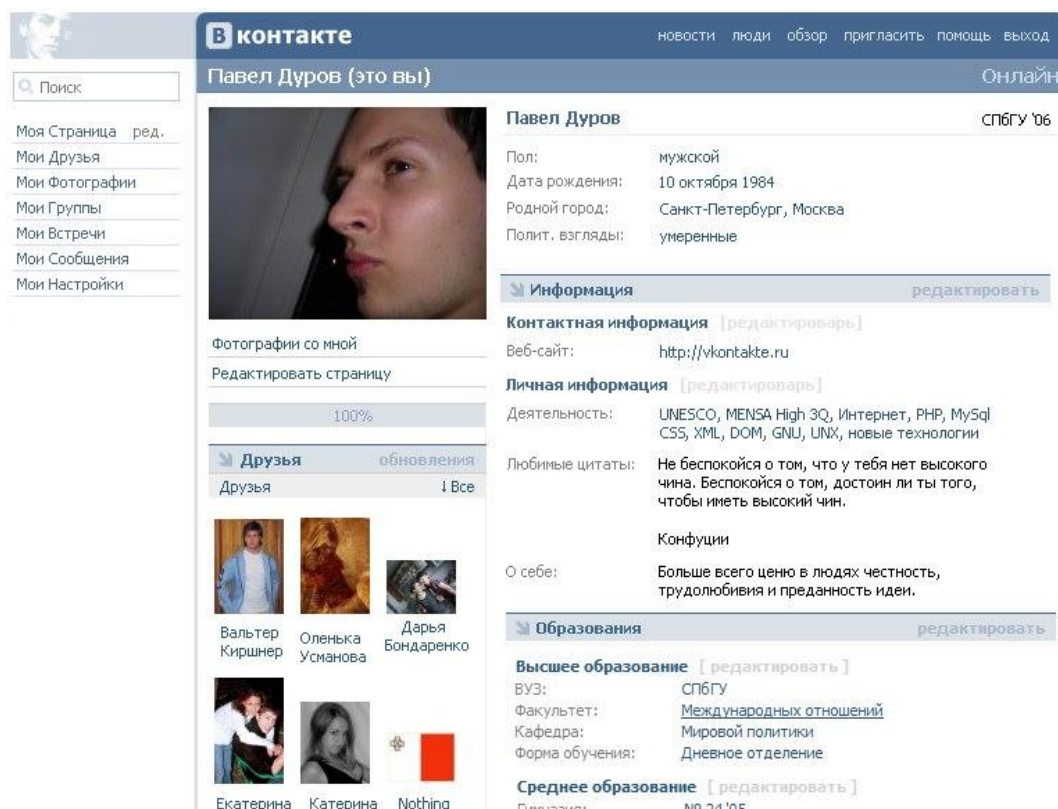 В контакте
новости люди обзор пригласить помощь выход
Поиск
Павел Дуров (это вы)
Онлайн
Моя Страница ред.
Мои Друзья
Мои Фотографии
Мои Группы
Мои Встречи
Мои Сообщения
Мои Настройки
Фотографии со мной
Редактировать страницу
100%
Друзья обновления
Друзья ↓ Все
Вальтер
Киршнер
Оленька
Усманова
Дарья
Бондаренко
Екатерина
Катерина
Nothing
Павел Дуров СПбГУ '06
Пол: мужской
Дата рождения: 10 октября 1984
Родной город: Санкт-Петербург, Москва
Полит. взгляды: умеренные
Информация редактировать
Контактная информация [редактироварь]
Веб-сайт: http://vkontakte.ru
Личная информация [редактироварь]
Деятельность: UNESCO, MENSA High 3Q, Интернет, PHP, MySql
CSS, XML, DOM, GNU, UNX, новые технологии
Любимые цитаты: Не беспокойся о том, что у тебя нет высокого
чина. Беспокойся о том, достоин ли ты того,
чтобы иметь высокий чин.
Конфуции
О себе: Больше всего ценю в людях честность,
трудолюбивия и преданность идеи.
Образования редактировать
Высшее образование [ редактировать ]
ВУЗ: СПбГУ
Факультет: Международных отношений
Кафедра: Мировой политики
Форма обучения: Дневное отделение
Среднее образование [ редактировать ]
Гимназия: № 24 '05